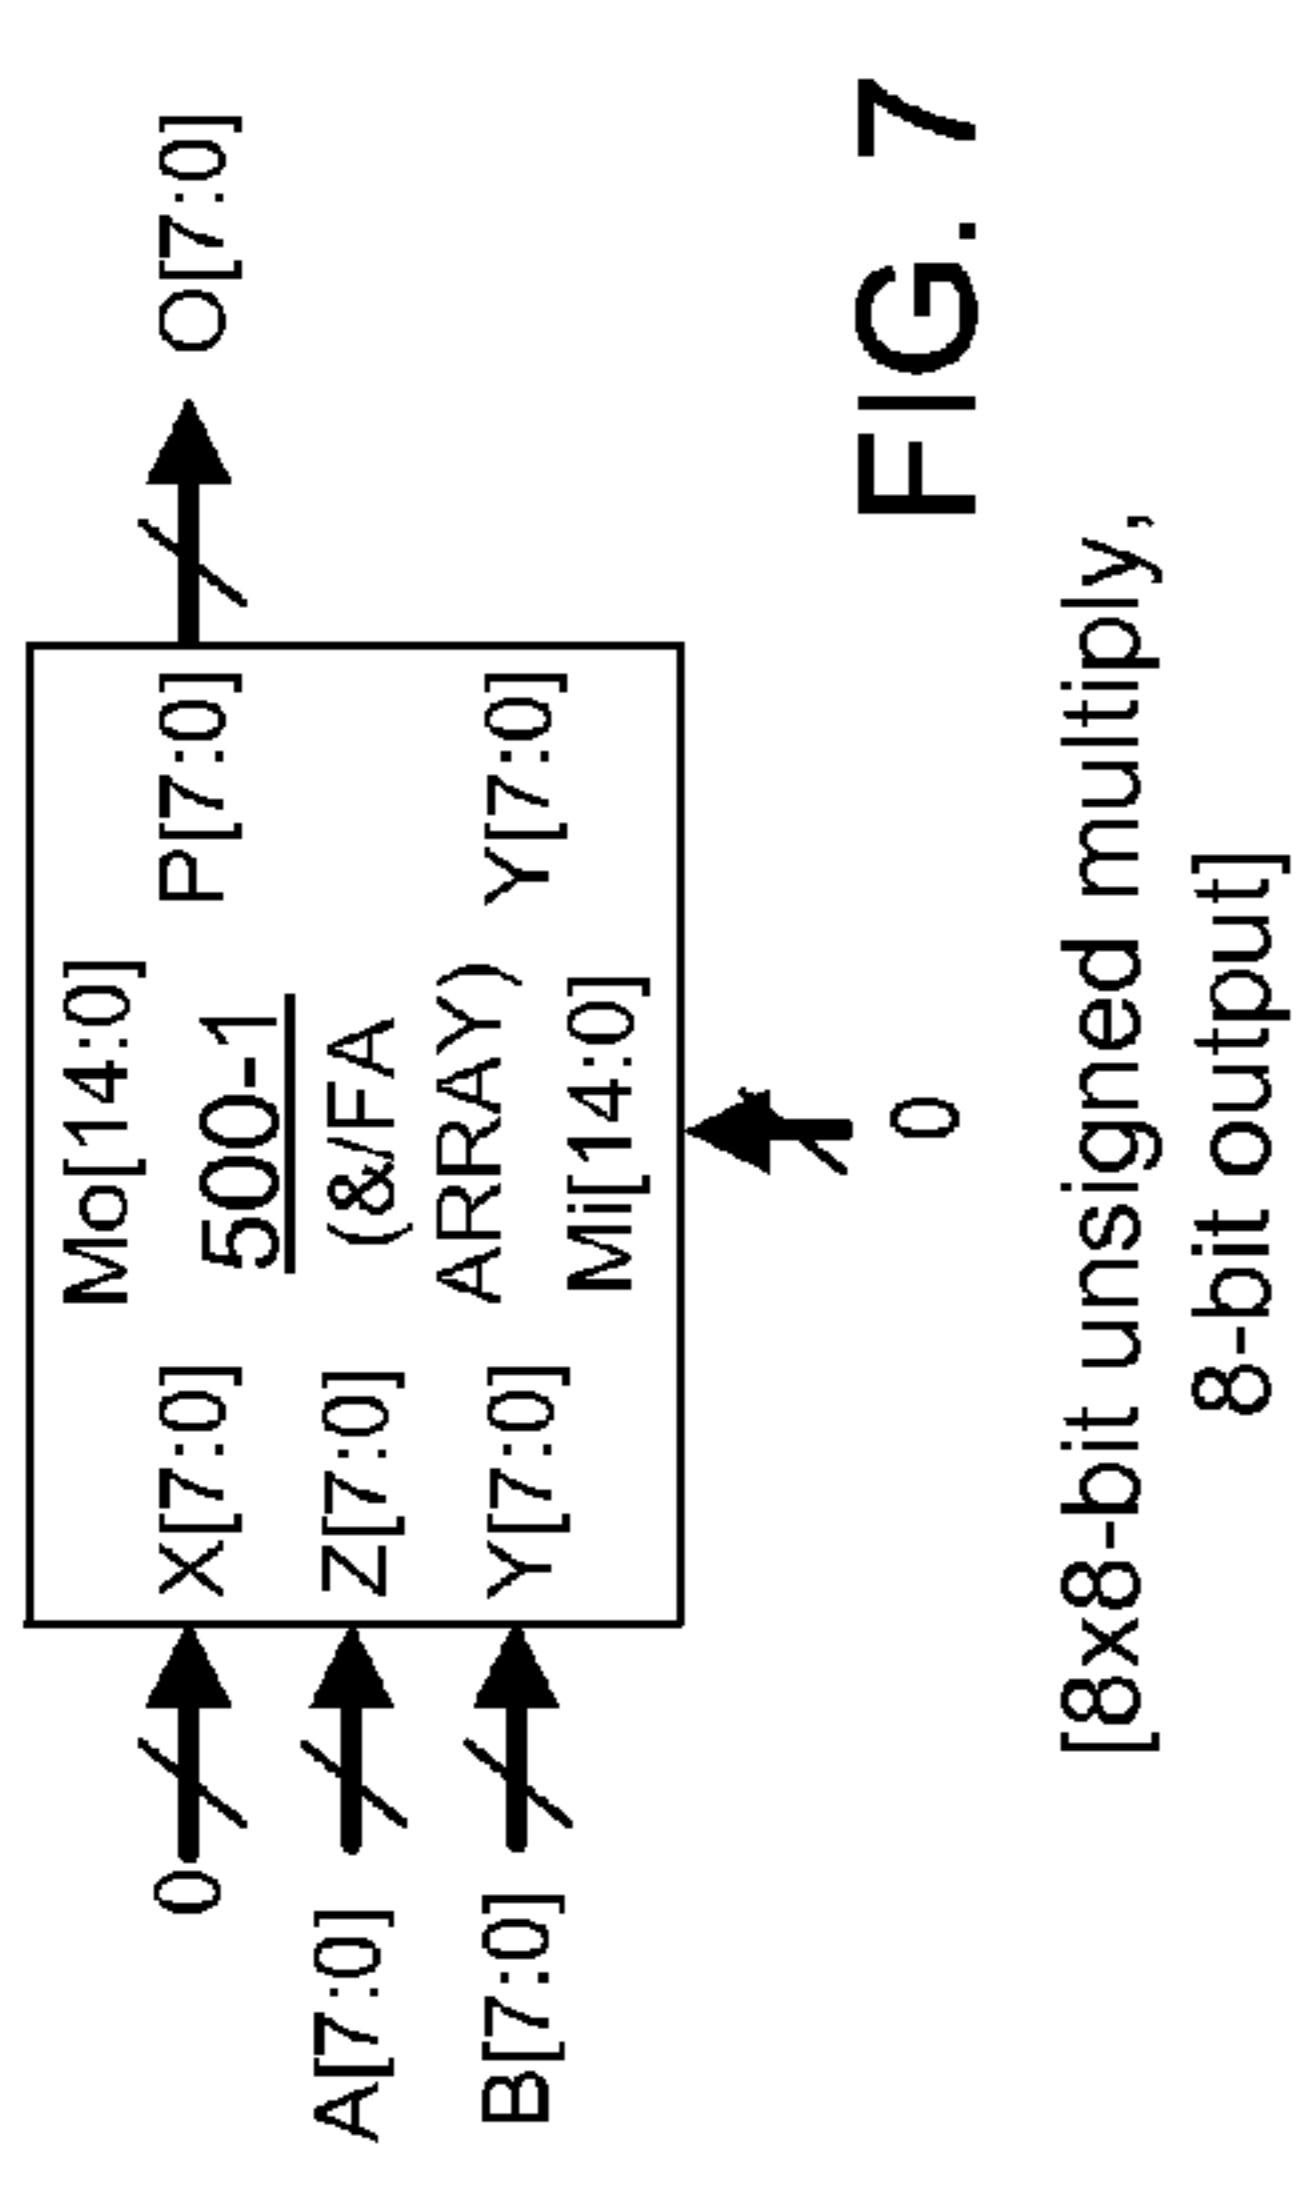 Mo[14:0]
0 X[7:0] 500-1 P[7:0] O[7:0]
A[7:0] Z[7:0] (&/FA
B[7:0] Y[7:0] ARRAY) Y[7:0]
Mi[14:0]
0
FIG. 7
[8x8-bit unsigned multiply,
8-bit output]